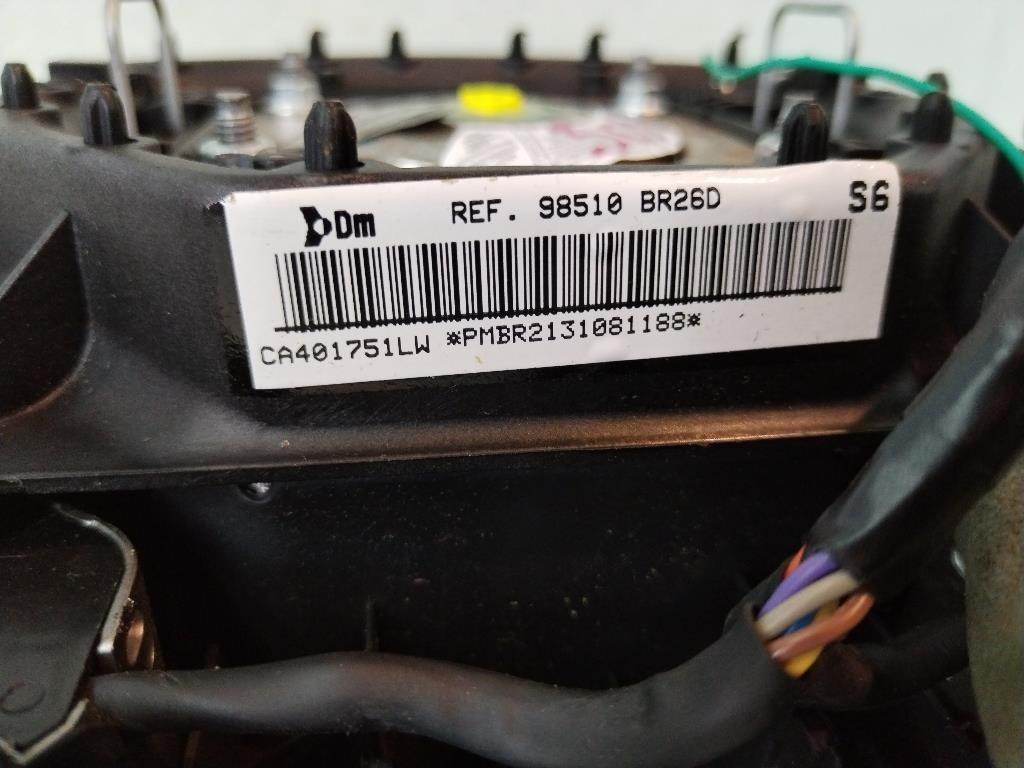 Dm REF. 98510 BR26D S6
CA401751LW *PMBR2131081188*